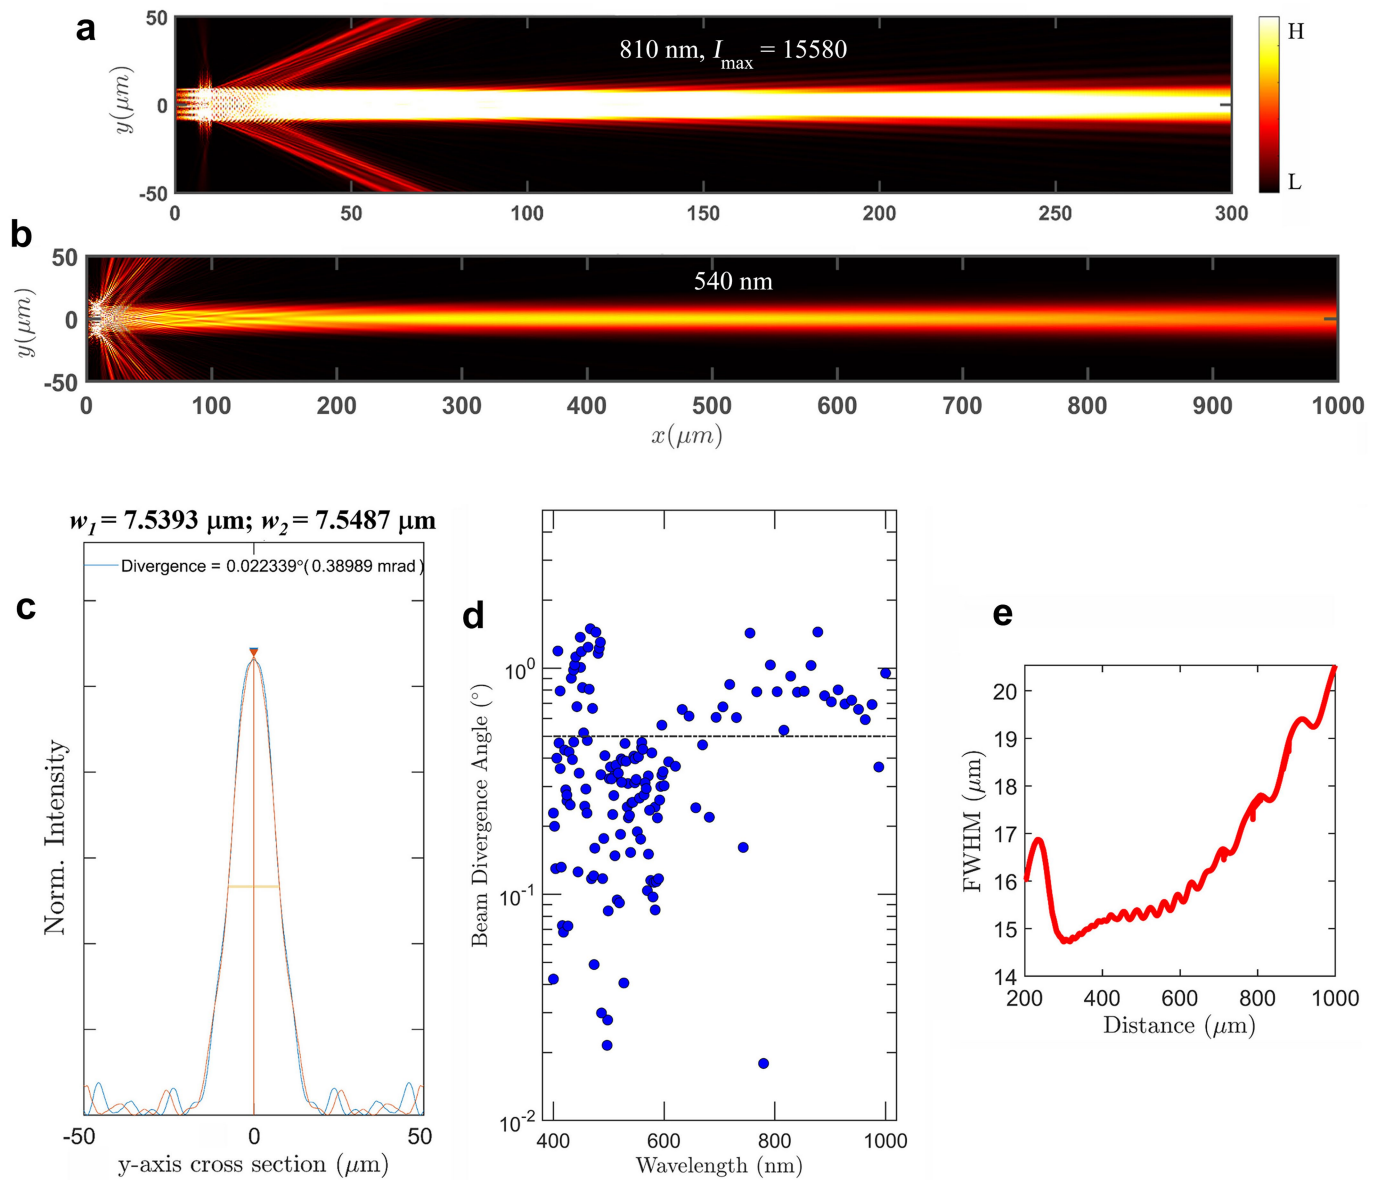 a
50
0
-50
y(μm)
810 nm, Imax = 15580
H
L
0 50 100 150 200 250 300
b
50
0
-50
y(μm)
540 nm
0 100 200 300 400 500 600 700 800 900 1000
x(μm)
w1 = 7.5393 μm; w2 = 7.5487 μm
Divergence = 0.022339°( 0.38989 mrad )
c
Norm. Intensity
-50 0 50
y-axis cross section (μm)
d
Beam Divergence Angle (°)
10^0
10^-1
10^-2
400 600 800 1000
Wavelength (nm)
e
FWHM (μm)
20
19
18
17
16
15
14
200 400 600 800 1000
Distance (μm)